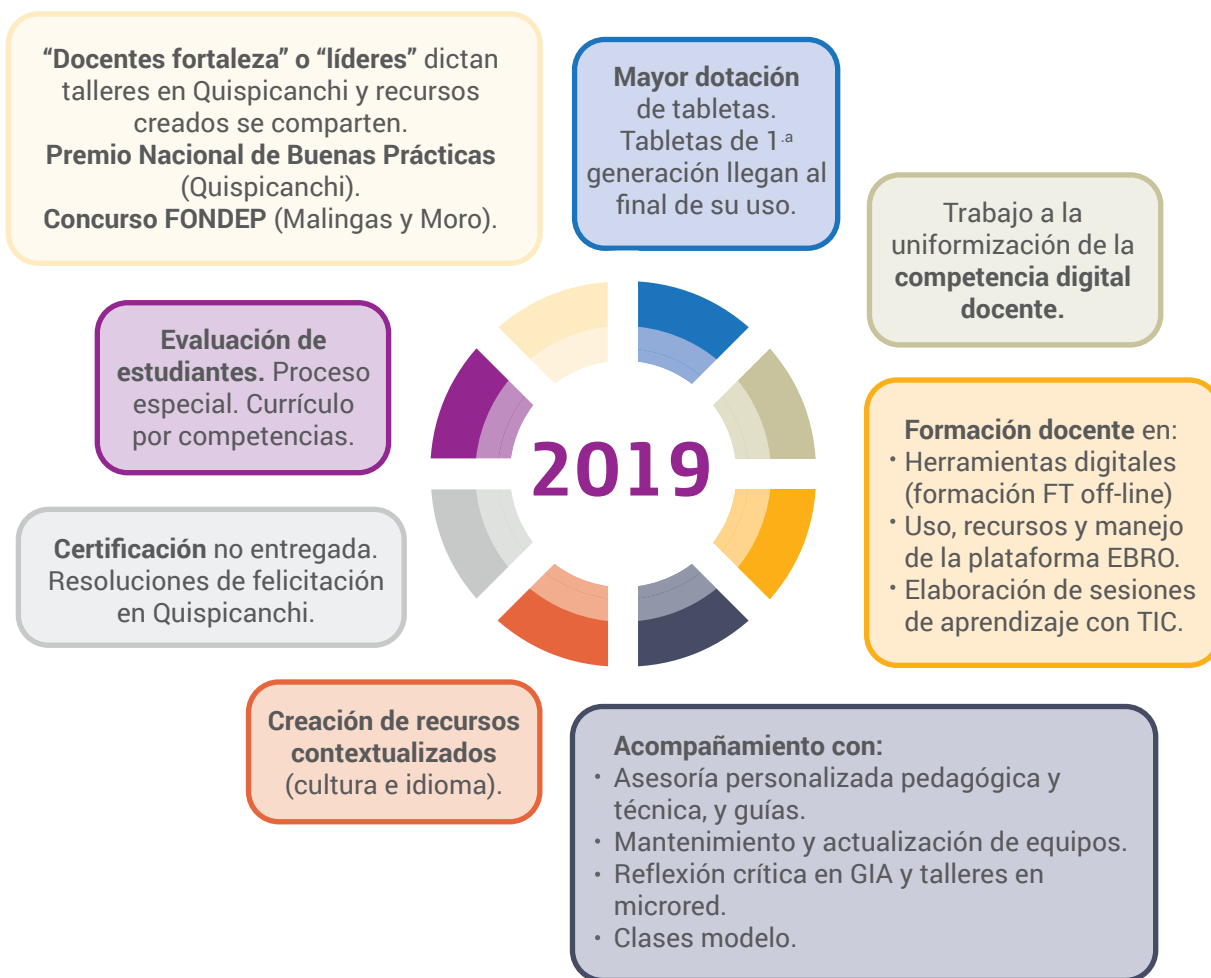 “Docentes fortaleza” o “líderes” dictan
talleres en Quispicanchi y recursos
creados se comparten.
Premio Nacional de Buenas Prácticas
(Quispicanchi).
Concurso FONDEP (Malingas y Moro).
Mayor dotación
de tabletas.
Tabletas de 1.ª
generación llegan al
final de su uso.
Trabajo a la
uniformización de la
competencia digital
docente.
Formación docente en:
· Herramientas digitales
(formación FT off-line)
· Uso, recursos y manejo
de la plataforma EBRO.
· Elaboración de sesiones
de aprendizaje con TIC.
Acompañamiento con:
· Asesoría personalizada pedagógica y
técnica, y guías.
· Mantenimiento y actualización de equipos.
· Reflexión crítica en GIA y talleres en
microred.
· Clases modelo.
Creación de recursos
contextualizados
(cultura e idioma).
Certificación no entregada.
Resoluciones de felicitación
en Quispicanchi.
Evaluación de
estudiantes. Proceso
especial. Currículo
por competencias.
2019